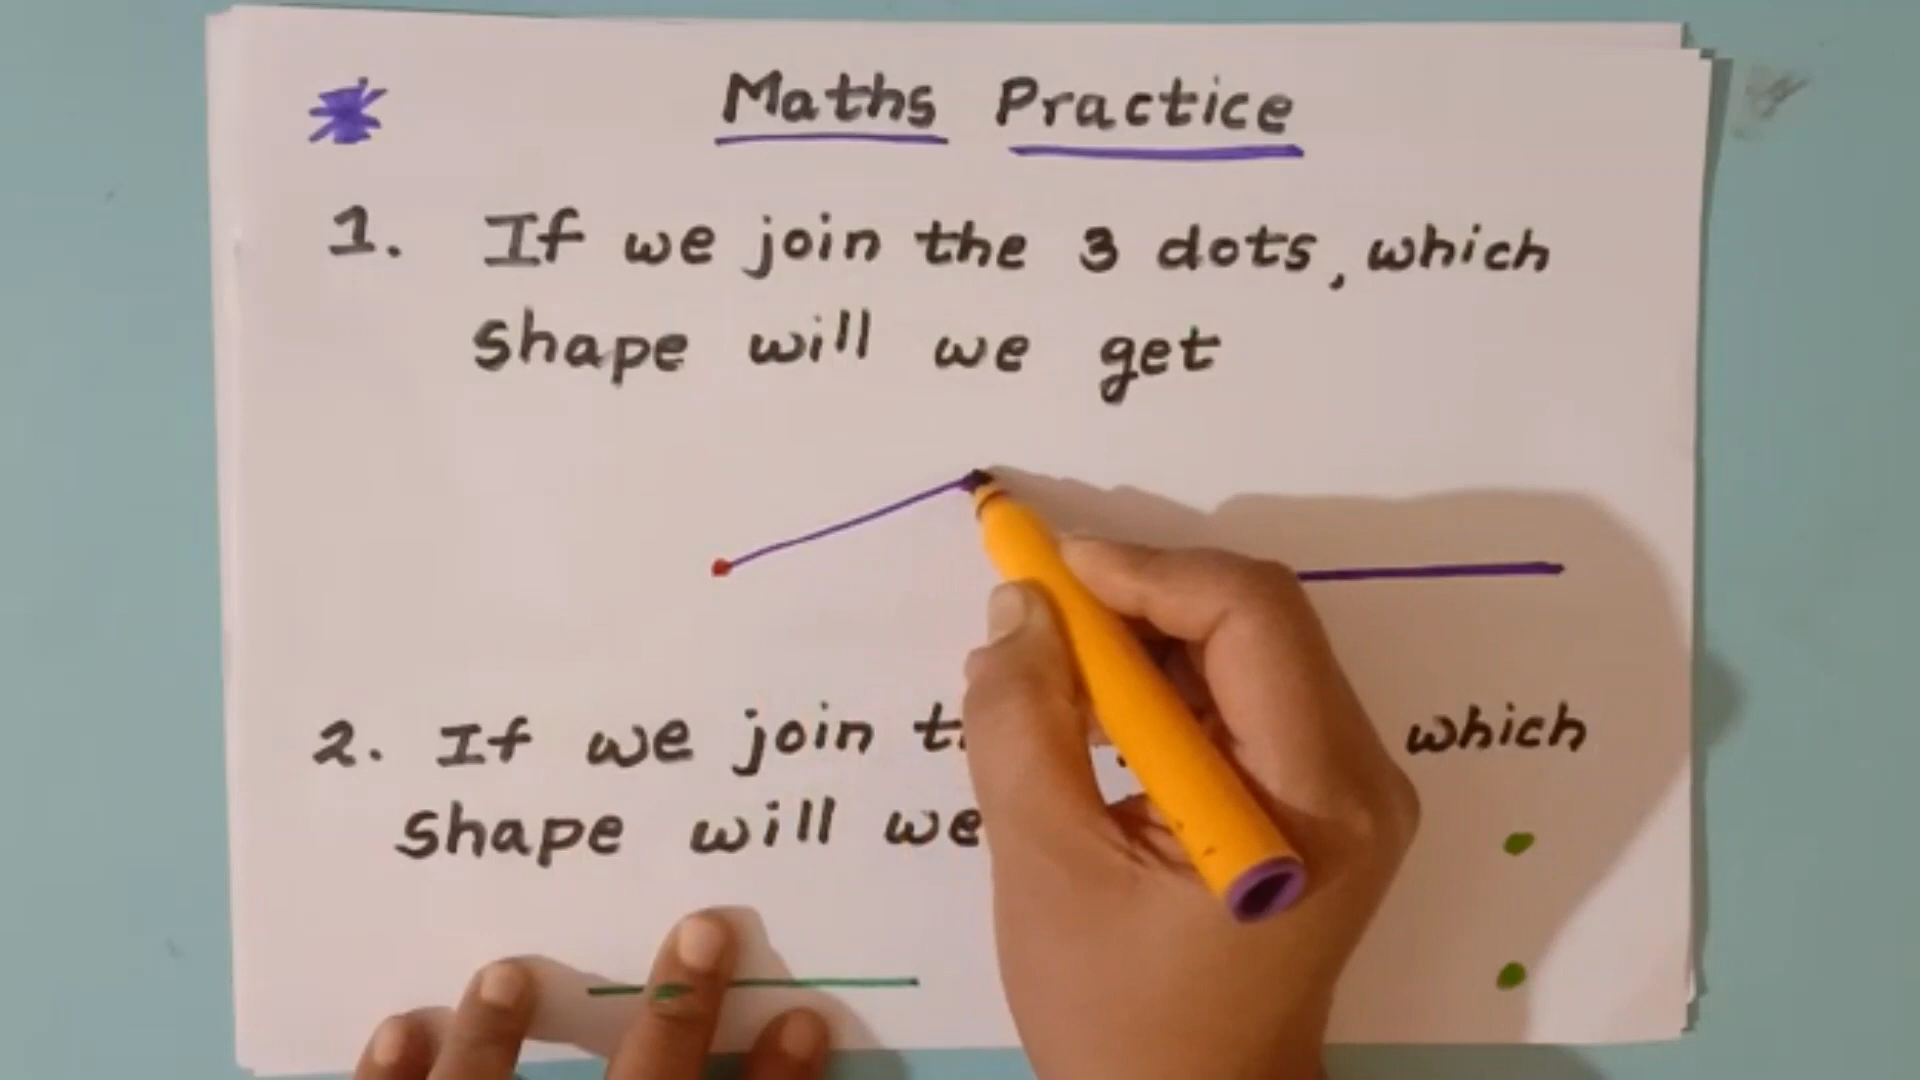 Maths Practice
1. If we join the 3 dots, which
shape will we get
2. If we join which
shape will we